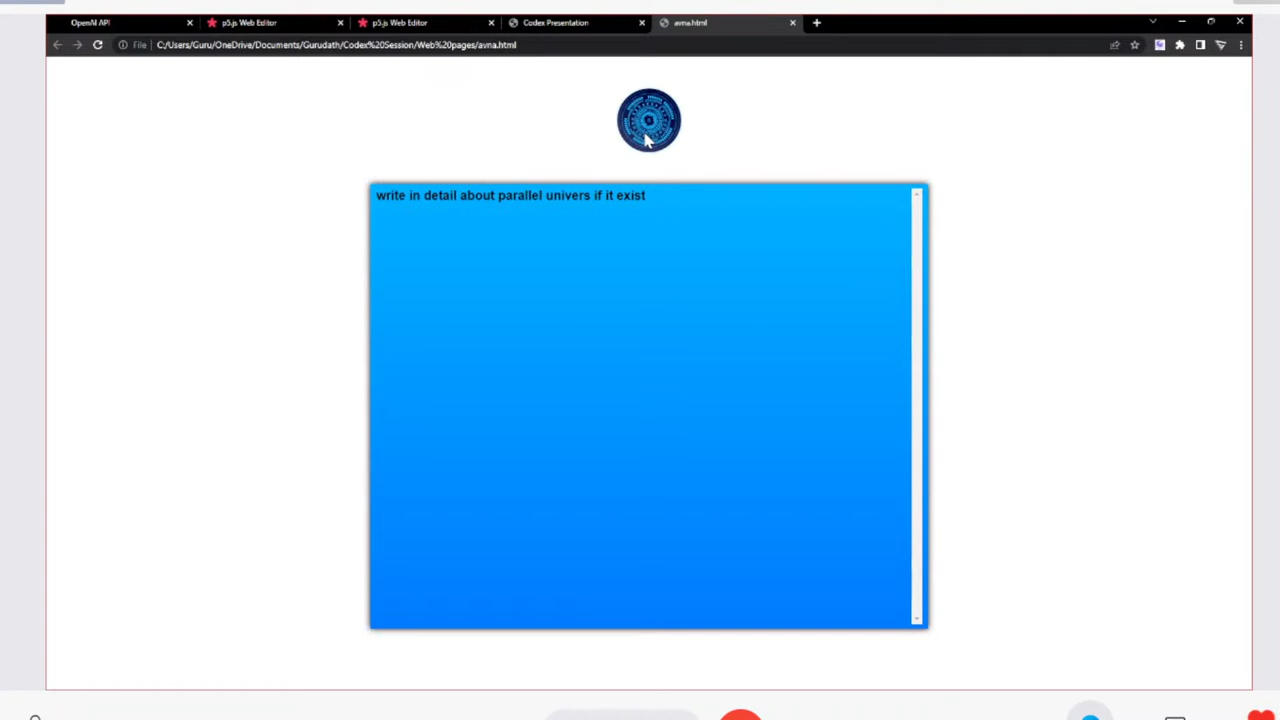 OpenAI API
p5.js Web Editor
p5.js Web Editor
Codex Presentation
avna.html
File
C:/Users/Guru/OneDrive/Documents/Gurudath/Codex%20Session/Web%20pages/avna.html
write in detail about parallel univers if it exist